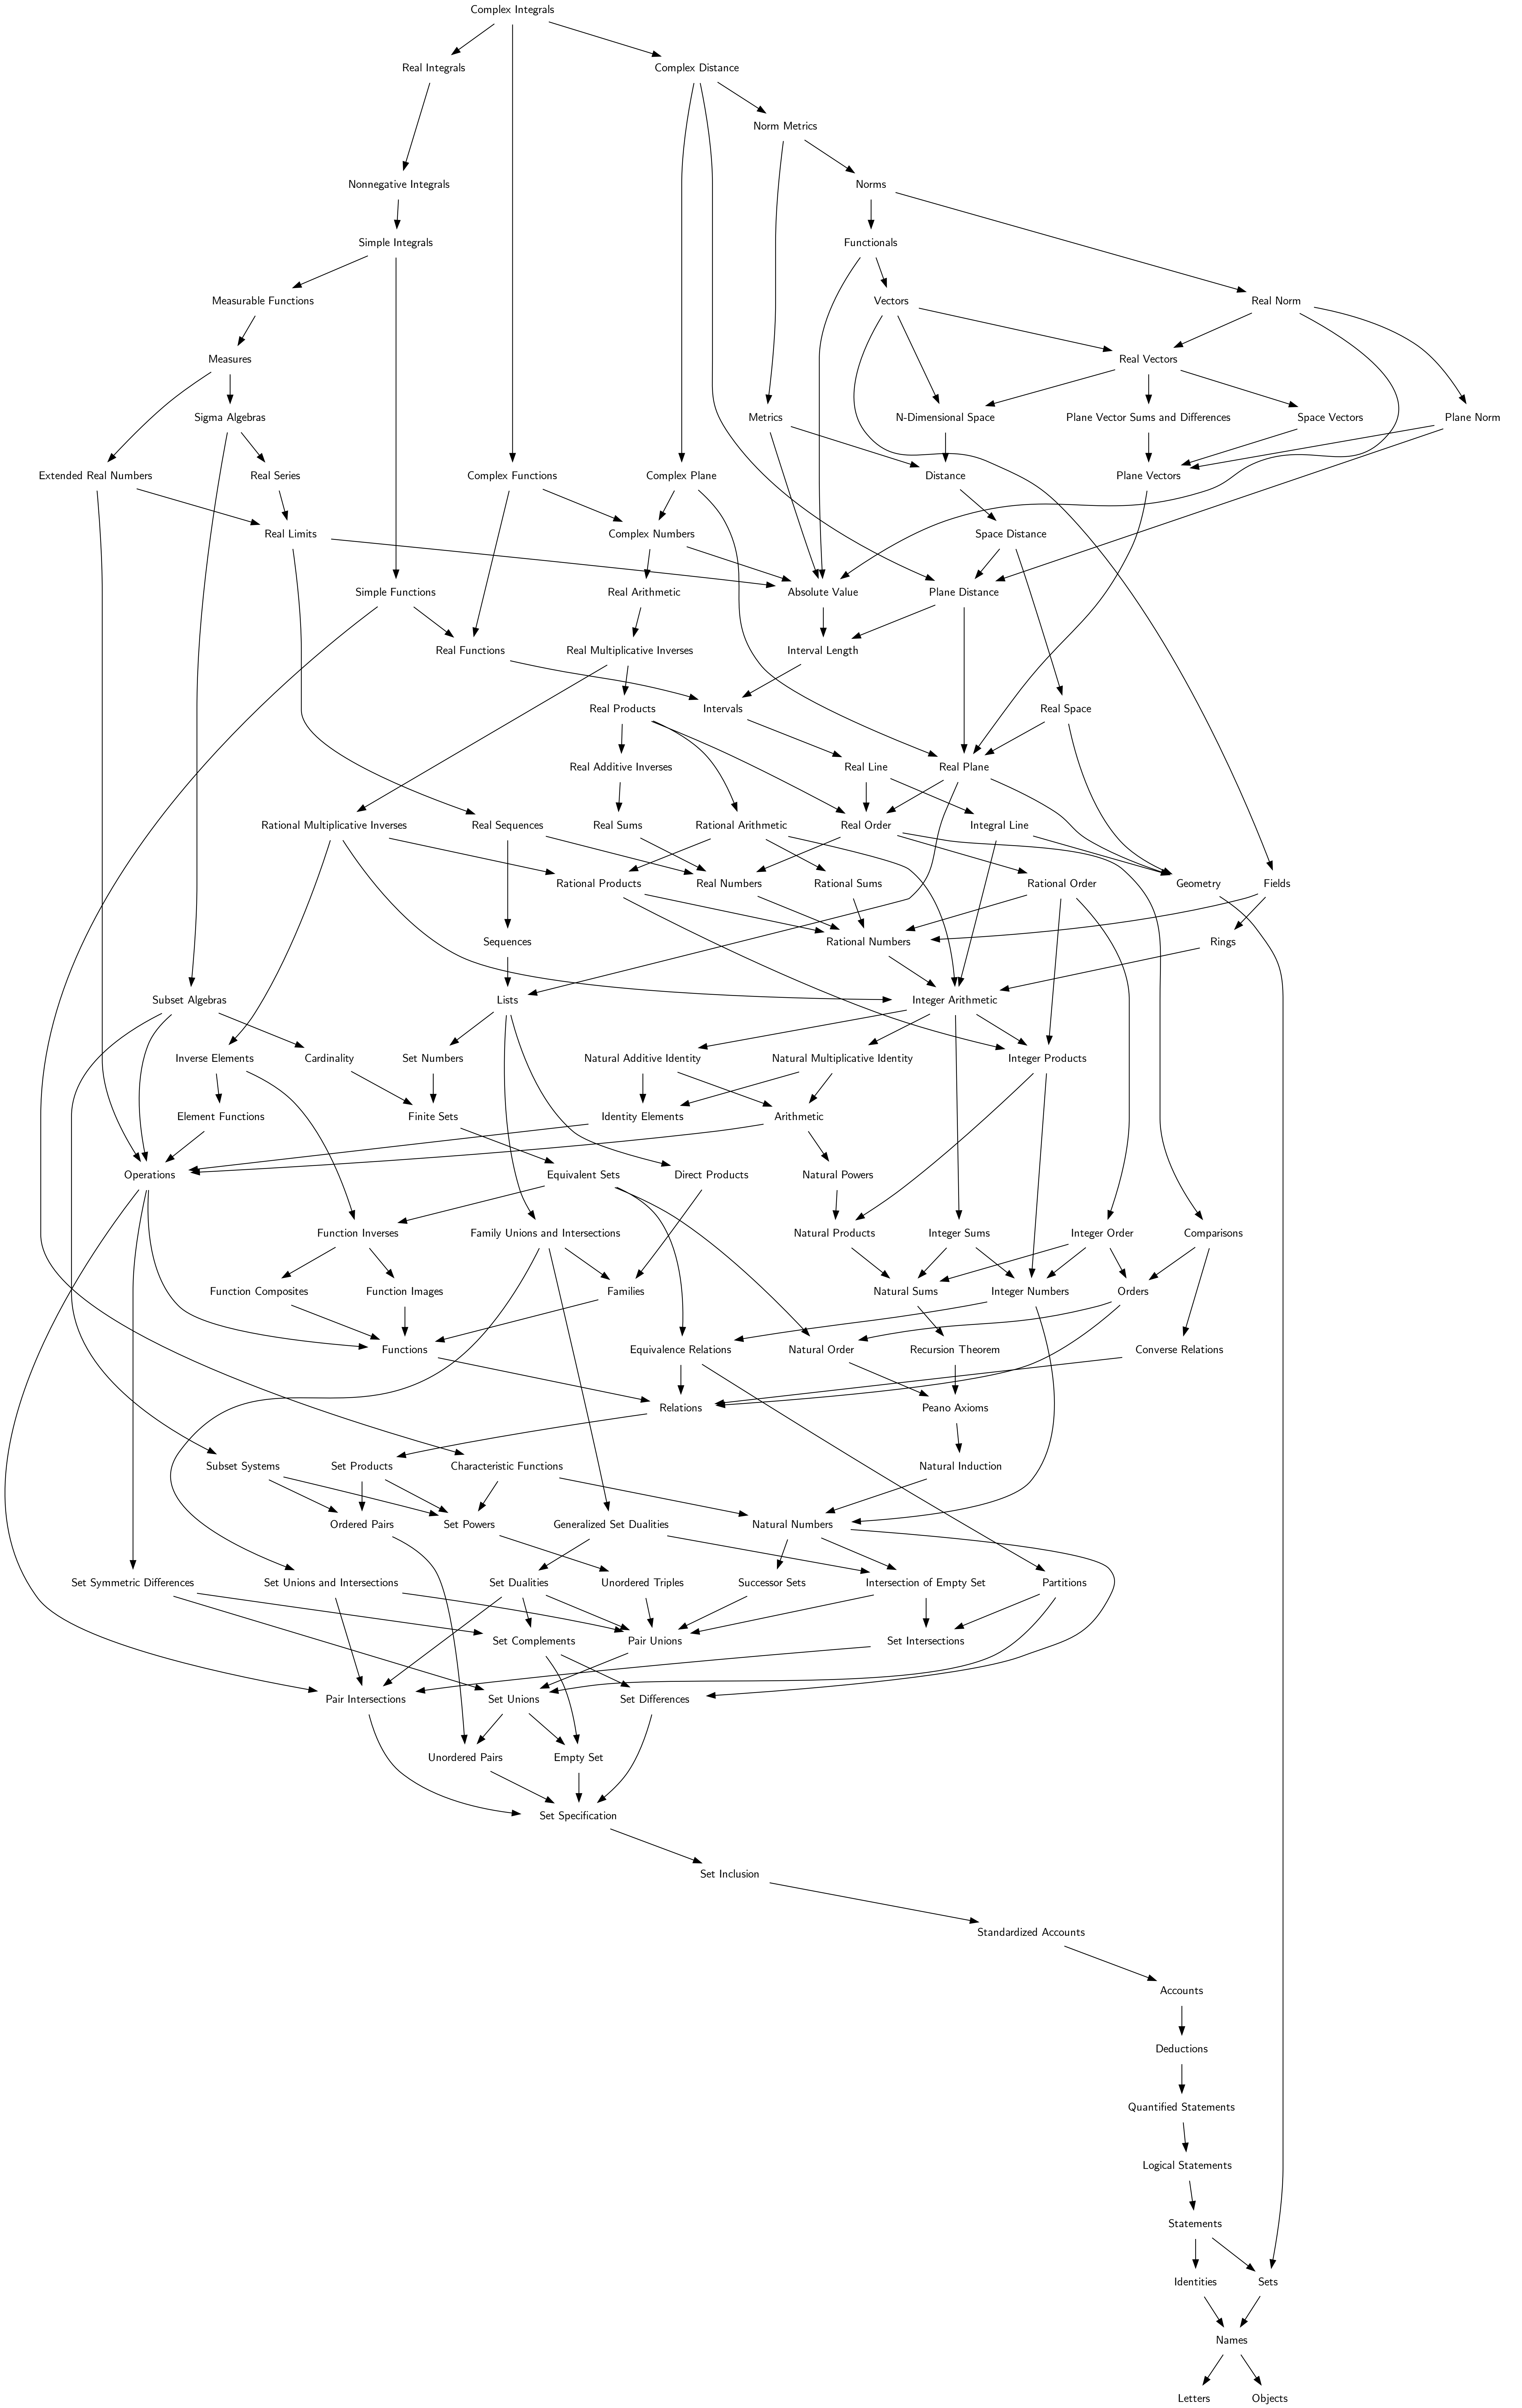 Complex Integrals
Real Integrals
Complex Distance
Norm Metrics
Nonnegative Integrals
Norms
Simple Integrals
Functionals
Measurable Functions
Vectors
Real Norm
Measures
Real Vectors
Sigma Algebras
Metrics
N-Dimensional Space
Plane Vector Sums and Differences
Space Vectors
Plane Norm
Extended Real Numbers
Real Series
Complex Functions
Complex Plane
Distance
Plane Vectors
Real Limits
Complex Numbers
Space Distance
Simple Functions
Real Arithmetic
Absolute Value
Plane Distance
Real Functions
Real Multiplicative Inverses
Interval Length
Real Products
Intervals
Real Space
Real Additive Inverses
Real Line
Real Plane
Rational Multiplicative Inverses
Real Sequences
Real Sums
Rational Arithmetic
Real Order
Integral Line
Rational Products
Real Numbers
Rational Sums
Rational Order
Geometry
Fields
Sequences
Rational Numbers
Rings
Subset Algebras
Lists
Integer Arithmetic
Inverse Elements
Cardinality
Set Numbers
Natural Additive Identity
Natural Multiplicative Identity
Integer Products
Element Functions
Finite Sets
Identity Elements
Arithmetic
Operations
Equivalent Sets
Direct Products
Natural Powers
Function Inverses
Family Unions and Intersections
Natural Products
Integer Sums
Integer Order
Comparisons
Function Composites
Function Images
Families
Natural Sums
Integer Numbers
Orders
Functions
Equivalence Relations
Natural Order
Recursion Theorem
Converse Relations
Relations
Peano Axioms
Subset Systems
Set Products
Characteristic Functions
Natural Induction
Ordered Pairs
Set Powers
Generalized Set Dualities
Natural Numbers
Set Symmetric Differences
Set Unions and Intersections
Set Dualities
Unordered Triples
Successor Sets
Intersection of Empty Set
Partitions
Set Complements
Pair Unions
Set Intersections
Pair Intersections
Set Unions
Set Differences
Unordered Pairs
Empty Set
Set Specification
Set Inclusion
Standardized Accounts
Accounts
Deductions
Quantified Statements
Logical Statements
Statements
Identities
Sets
Names
Letters
Objects